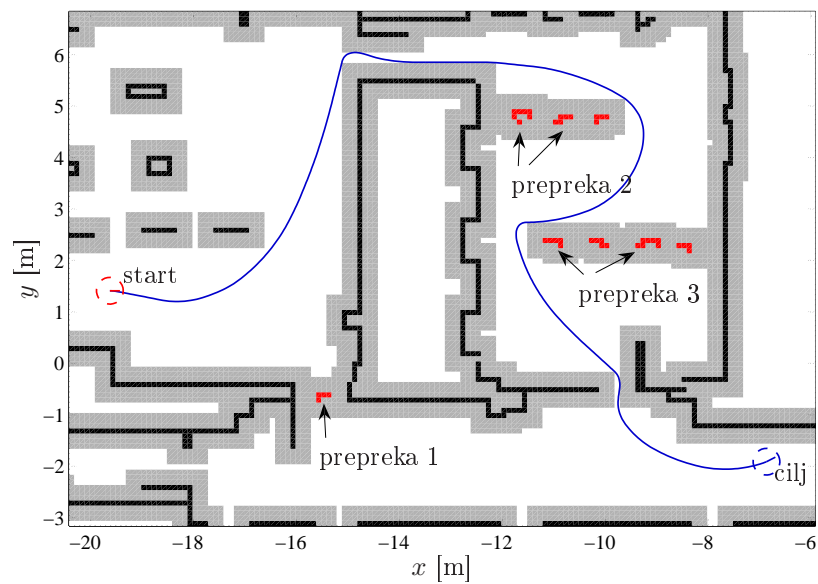 6
5
4
3
2
1
0
−1
−2
−3
y [m]
start
prepreka 2
prepreka 3
prepreka 1
cilj
−20 −18 −16 −14 −12 −10 −8 −6
x [m]